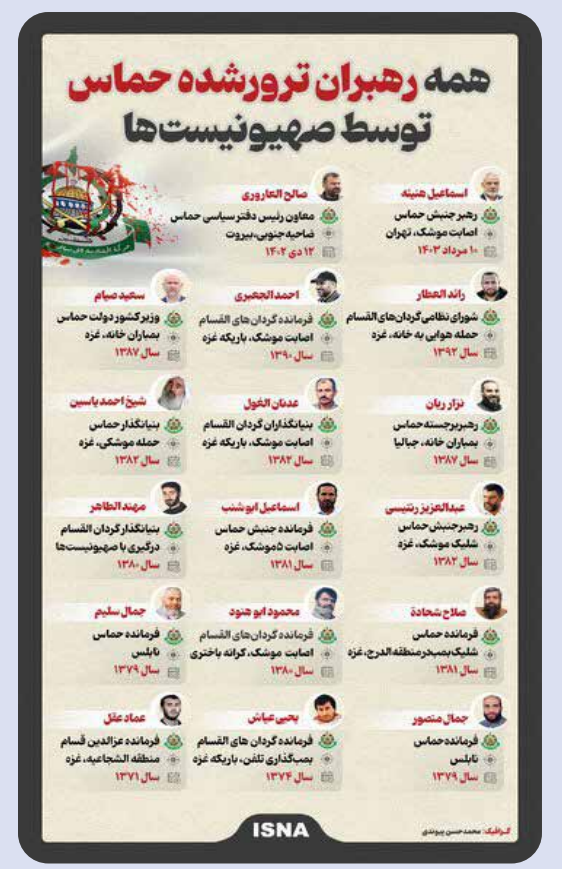 همه رهبران ترورشده حماس
توسط صهیونیست‌ها
اسماعیل هنیئه
رهبر جنبش حماس
اصابت موشک، تهران
۱۰ مرداد ۱۴۰۳
صالح العاروری
معاون رئیس دفتر سیاسی حماس
ضاحیه جنوبی، بیروت
۱۲ دی ۱۴۰۲
رائد العطار
شورای نظامی گردان‌های القسام
حمله هوایی به خانه، غزه
سال ۱۳۹۲
احمد الجعبری
فرمانده گردان‌های القسام
اصابت موشک، باریکه غزه
سال ۱۳۹۰
سعید صیام
وزیر کشور دولت حماس
بمباران خانه، غزه
سال ۱۳۸۷
نزار ریان
رهبر برجسته حماس
بمباران خانه، جبالیا
سال ۱۳۸۷
عدنان الغول
بنیانگذاران گردان القسام
اصابت موشک، باریکه غزه
سال ۱۳۸۲
شیخ احمد یاسین
بنیانگذار حماس
حمله موشکی، غزه
سال ۱۳۸۲
عبدالعزیز رنتیسی
رهبر جنبش حماس
شلیک موشک، غزه
سال ۱۳۸۲
اسماعیل ابوشنب
فرمانده جنبش حماس
اصابت ۵ موشک، غزه
سال ۱۳۸۱
مهند الطاهر
بنیانگذار گردان القسام
درگیری با صهیونیست‌ها
سال ۱۳۸۰
صلاح شحادة
فرمانده حماس
شلیک بمب در منطقه الدرج، غزه
سال ۱۳۸۱
محمود ابو هنود
فرمانده گردان‌های القسام
اصابت موشک، کرانه باختری
سال ۱۳۸۰
جمال سلیم
فرمانده حماس
نابلس
سال ۱۳۷۹
جمال منصور
فرمانده حماس
نابلس
سال ۱۳۷۹
یحیی عیاش
فرمانده گردان های القسام
بمب‌گذاری تلفن، باریکه غزه
سال ۱۳۷۴
عماد عقل
فرمانده عزالدین قسام
منطقه الشجاعیه، غزه
سال ۱۳۷۱
ISNA
گرافیک: محمدحسن پیوندی